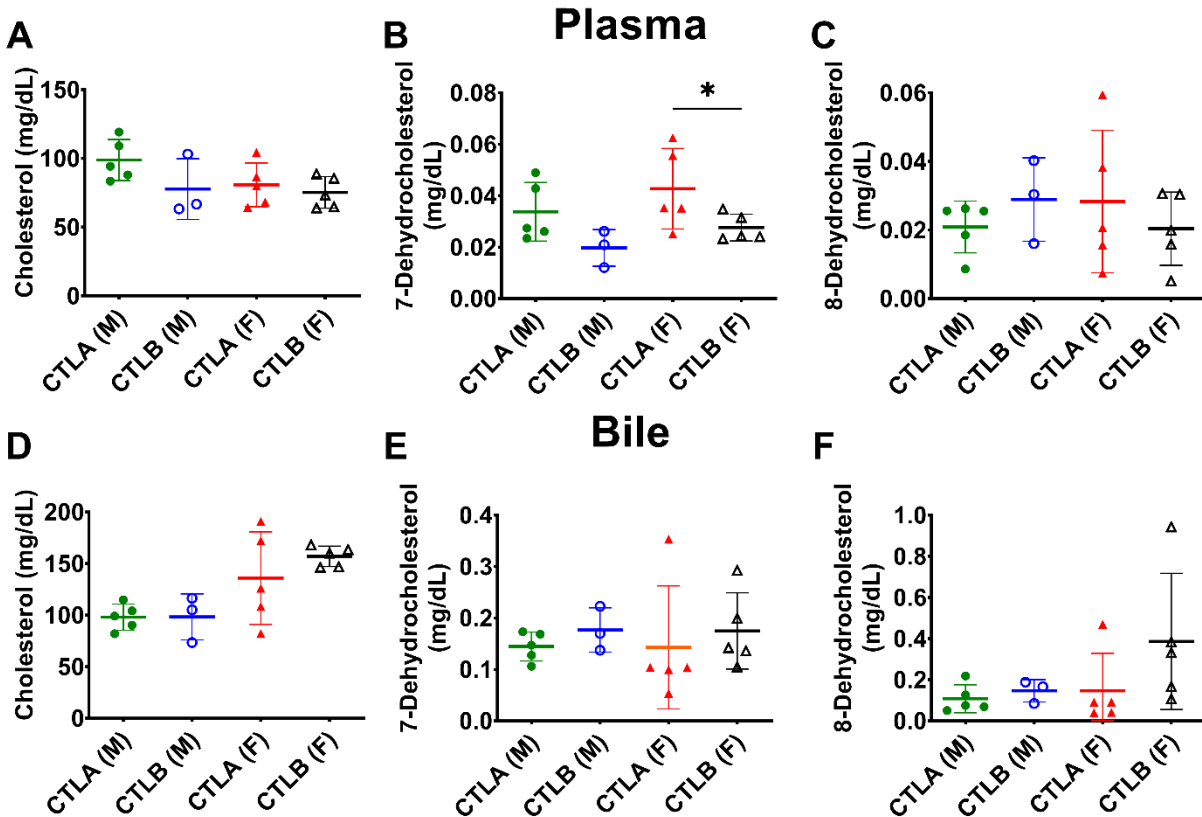 Plasma
A
Cholesterol (mg/dL)
150
100
50
0
CTLA (M)
CTLB (M)
CTLA (F)
CTLB (F)
B
7-Dehydrocholesterol
(mg/dL)
0.08
0.06
0.04
0.02
0.00
*
CTLA (M)
CTLB (M)
CTLA (F)
CTLB (F)
C
8-Dehydrocholesterol
(mg/dL)
0.06
0.04
0.02
0.00
CTLA (M)
CTLB (M)
CTLA (F)
CTLB (F)
Bile
D
Cholesterol (mg/dL)
200
150
100
50
0
CTLA (M)
CTLB (M)
CTLA (F)
CTLB (F)
E
7-Dehydrocholesterol
(mg/dL)
0.4
0.3
0.2
0.1
0.0
CTLA (M)
CTLB (M)
CTLA (F)
CTLB (F)
F
8-Dehydrocholesterol
(mg/dL)
1.0
0.8
0.6
0.4
0.2
0.0
CTLA (M)
CTLB (M)
CTLA (F)
CTLB (F)